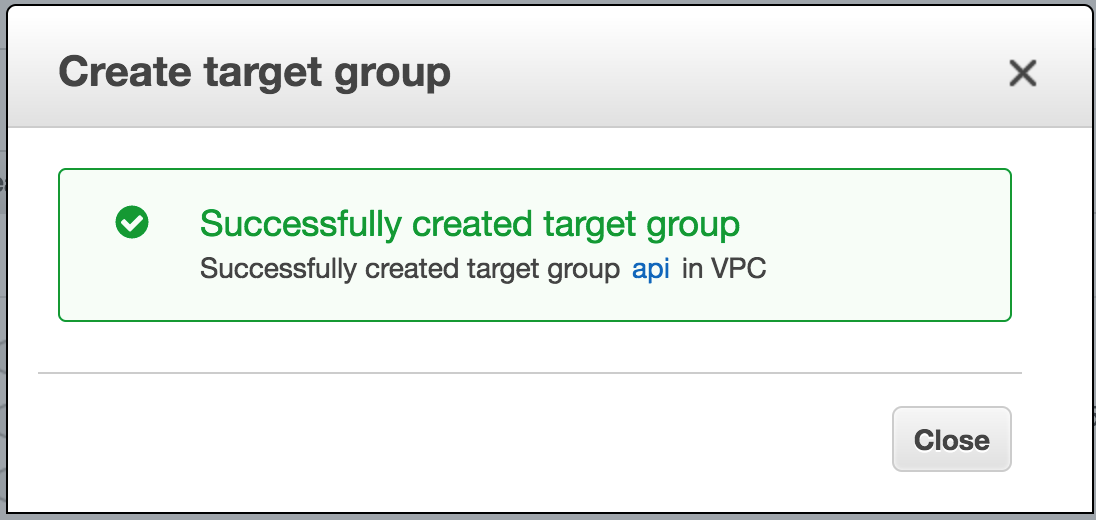 Create target group
Successfully created target group
Successfully created target group api in VPC
Close